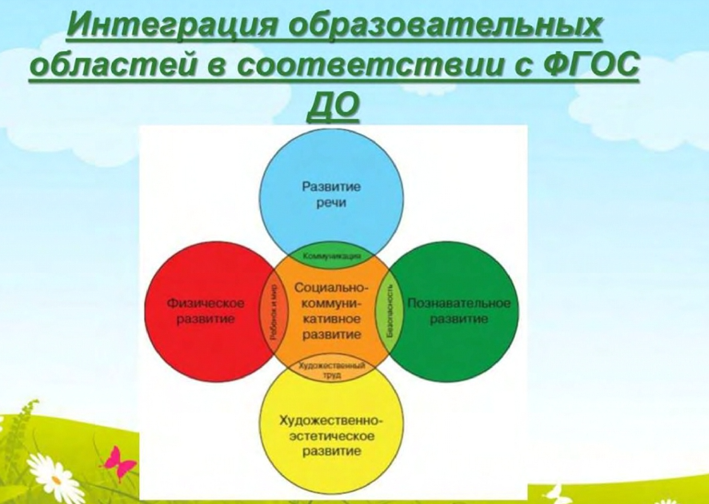 Интеграция образовательных
областей в соответствии с ФГОС
ДО
Развитие
речи
Коммуникация
Физическое
развитие
Ребенок и мир
Социально-
коммуни-
кативное
развитие
Безопасность
Познавательное
развитие
Художественный
труд
Художественно-
эстетическое
развитие